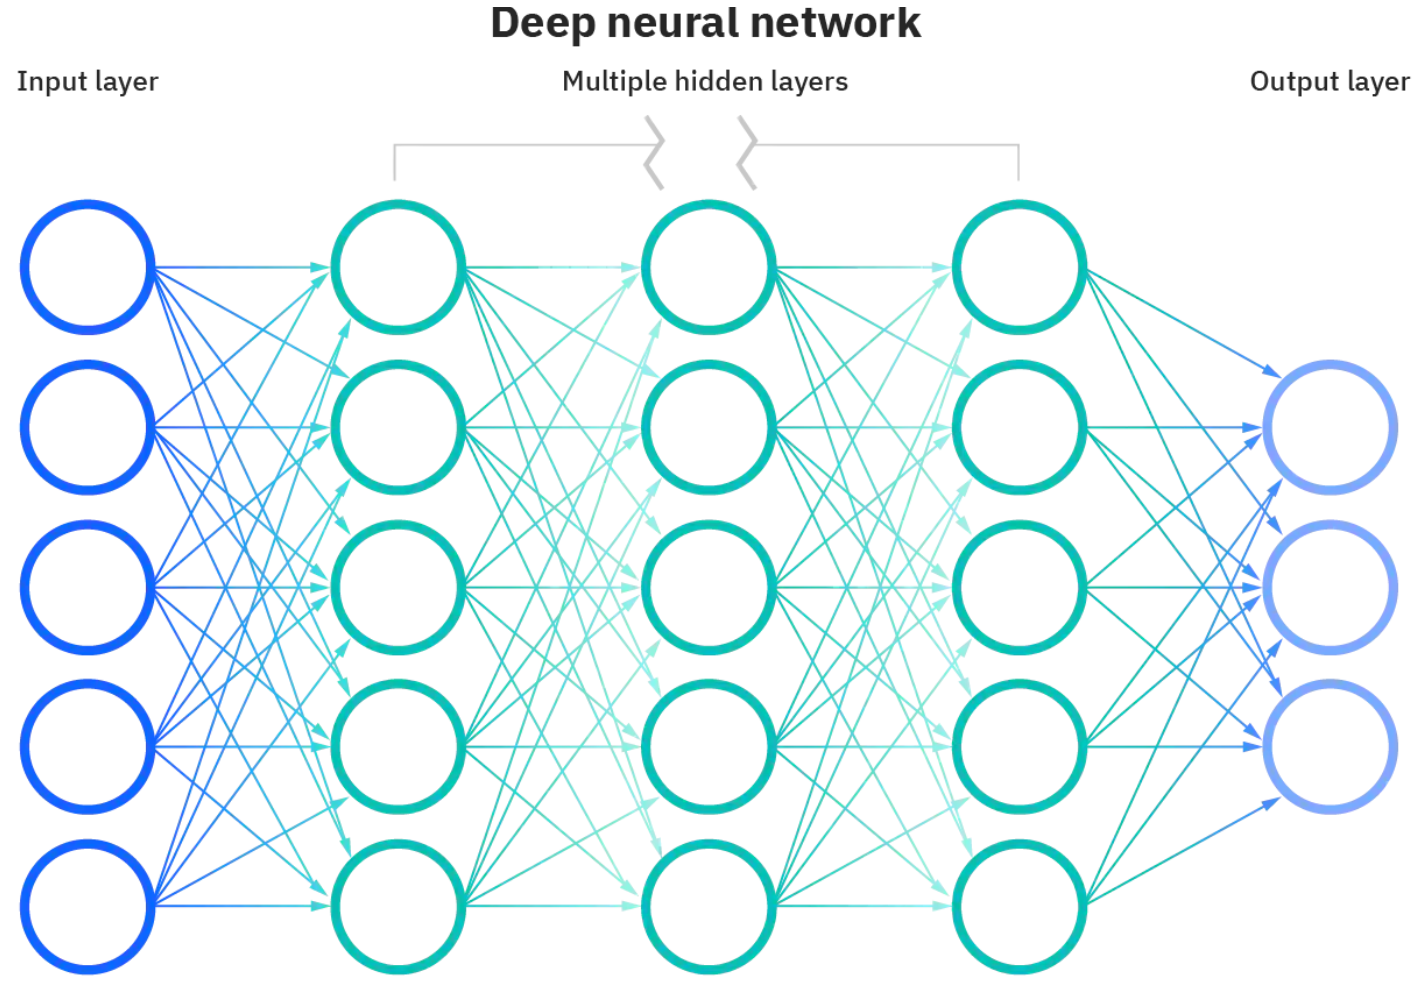 Deep neural network
Input layer
Multiple hidden layers
Output layer